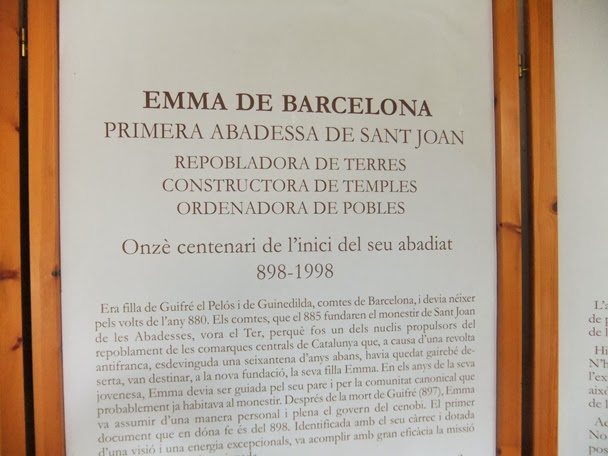 EMMA DE BARCELONA
PRIMERA ABADESSA DE SANT JOAN
REPOBLADORA DE TERRES
CONSTRUCTORA DE TEMPLES
ORDENADORA DE POBLES
Onzè centenari de l'inici del seu abadiat
898-1998
Era filla de Guifré el Pelós i de Guinedilda, comtes de Barcelona, i devia néixer
pels volts de l'any 880. Els comtes, que el 885 fundaren el monestir de Sant Joan
de les Abadesses, vora el Ter, perquè fos un dels nuclis propulsors del
repoblament de les comarques centrals de Catalunya que, a causa d'una revolta
antifranca, esdevinguda una seixantena d'anys abans, havia quedat gairebé de-
serta, van destinar, a la nova fundació, la seva filla Emma. En els anys de la seva
jovenesa, Emma devia ser guiada pel seu pare i per la comunitat canonical que
probablement ja habitava al monestir. Després de la mort de Guifré (897), Emma
va assumir d'una manera personal i plena el govern del cenobi. El primer
document que en dóna fe és del 898. Identificada amb el seu càrrec i dotada
d'una visió i una energia excepcionals, va acomplir amb gran eficàcia la missió
L'a
de p
de l
Hi
N'h
l'ex
això
de l
Ac
No